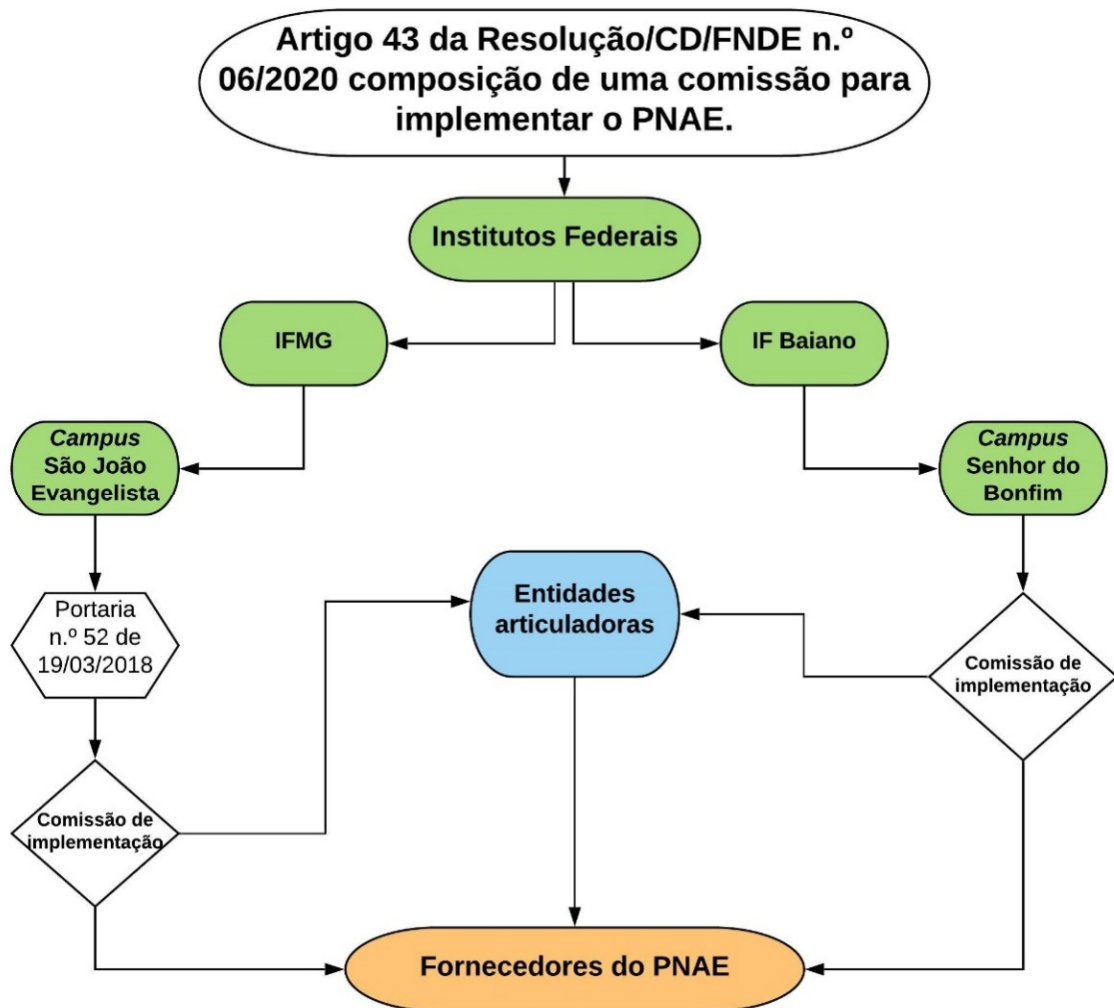 Artigo 43 da Resolução/CD/FNDE n.º
06/2020 composição de uma comissão para
implementar o PNAE.
Institutos Federais
IFMG
IF Baiano
Campus
São João
Evangelista
Campus
Senhor do
Bonfim
Portaria
n.º 52 de
19/03/2018
Entidades
articuladoras
Comissão de
implementação
Comissão de
implementação
Fornecedores do PNAE